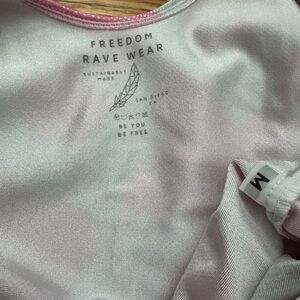 FREEDOM
RAVE WEAR
SUSTAINABLY
MADE
SAN DIEGO
CA
BE YOU
BE FREE
M